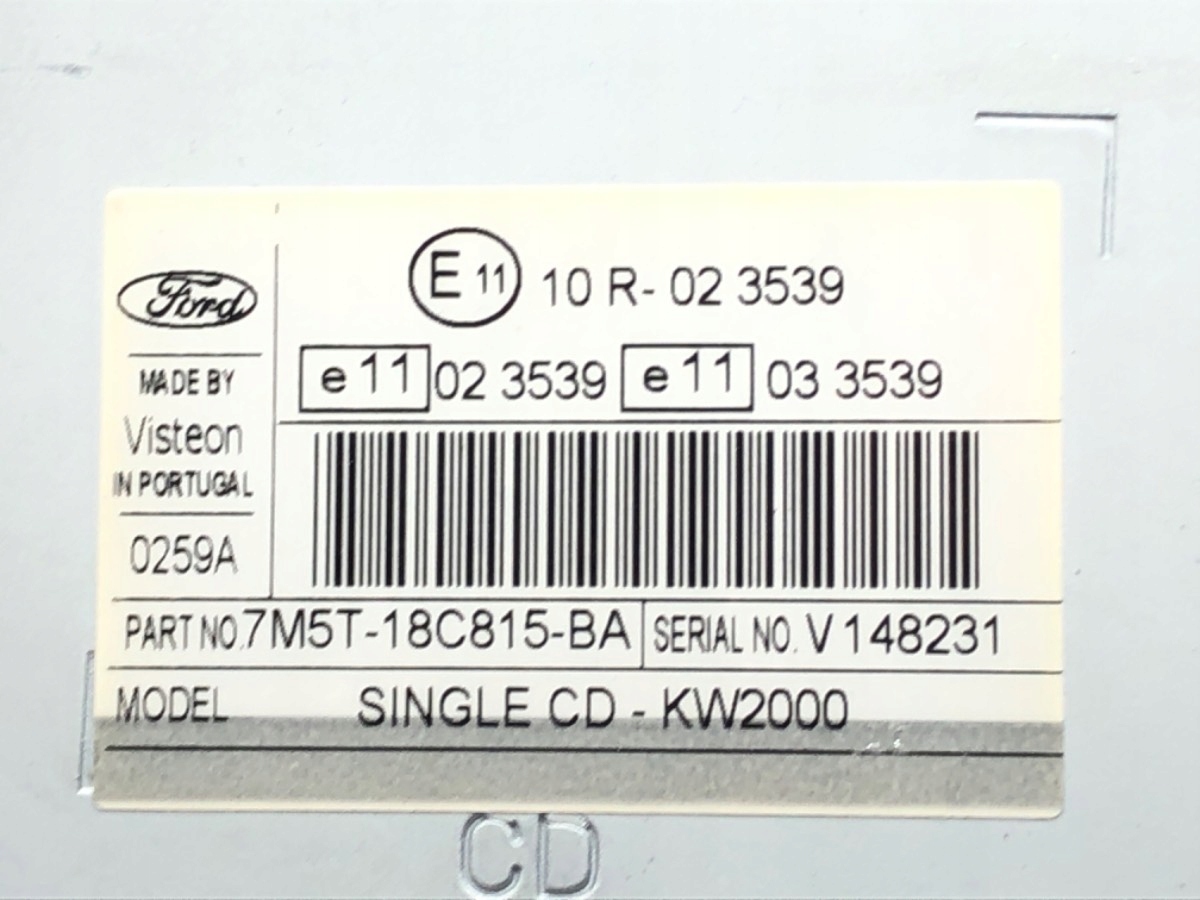 E 11 10 R- 02 3539
Ford
e 11 02 3539 e 11 03 3539
MADE BY
Visteon
IN PORTUGAL
0259A
PART NO. 7M5T-18C815-BA SERIAL NO. V 148231
MODEL SINGLE CD - KW2000
CD